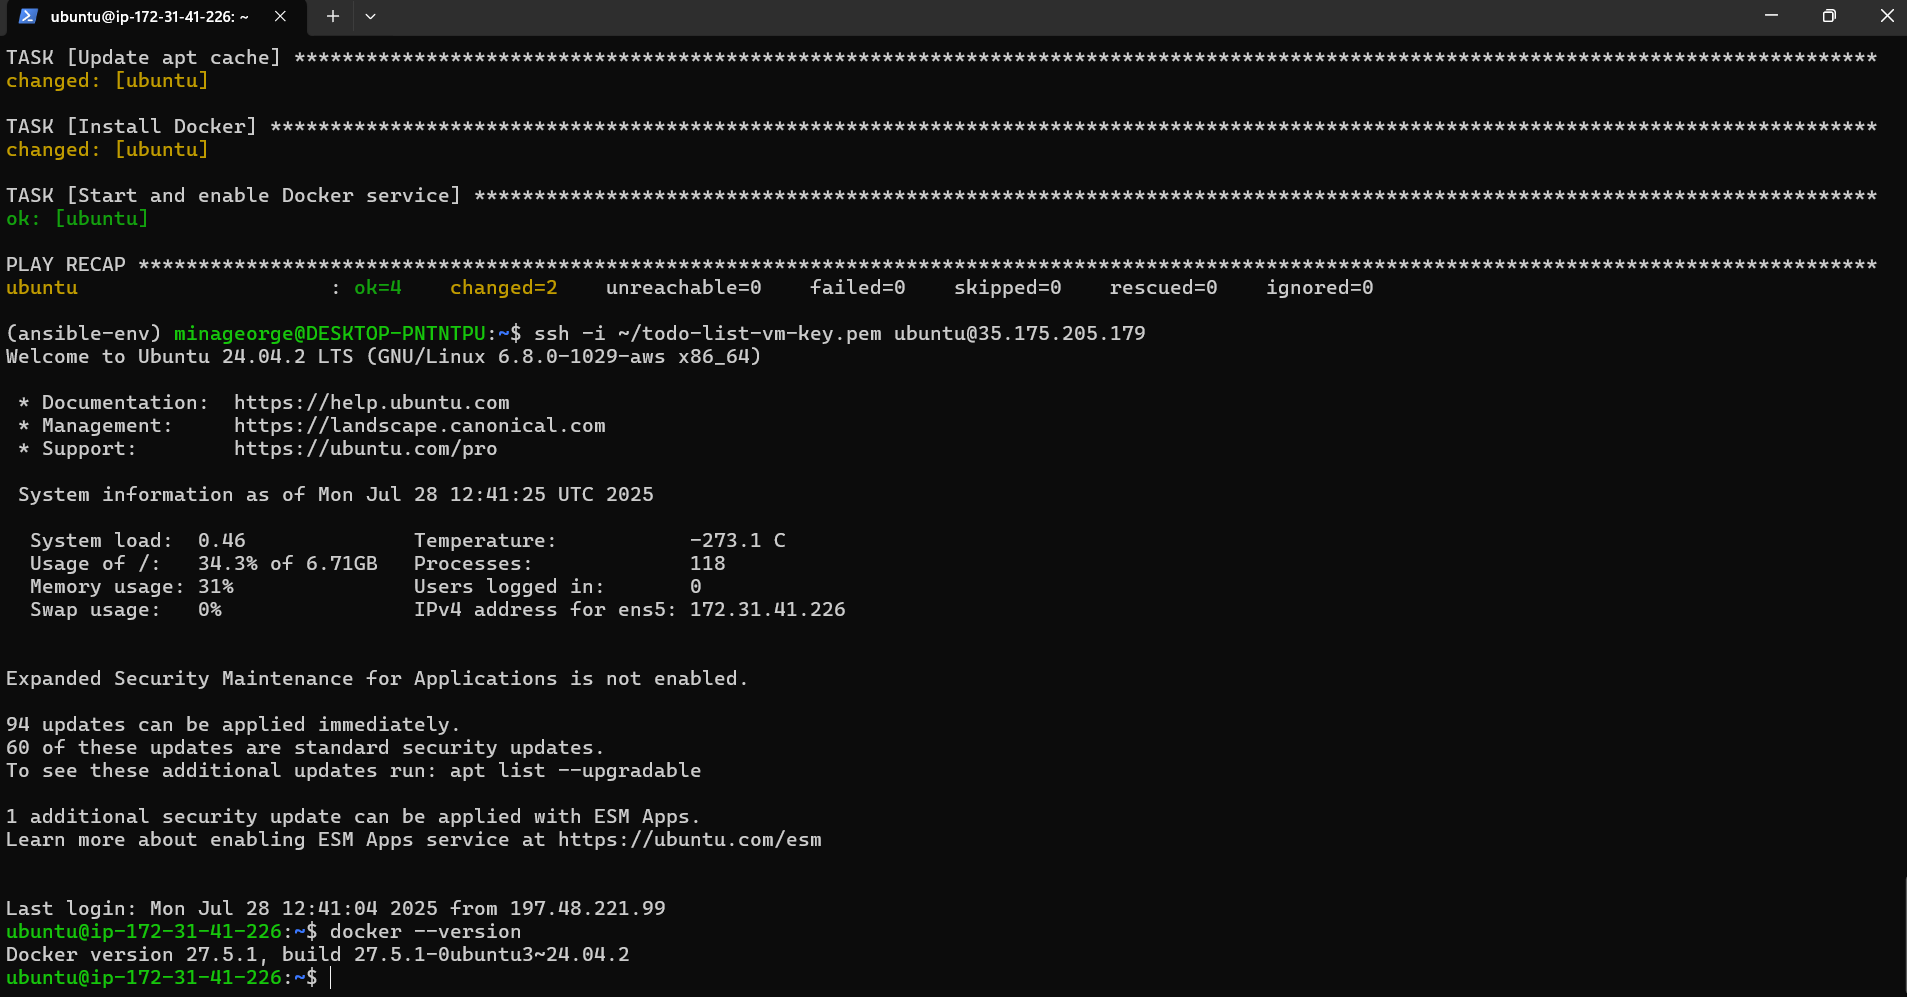 ubuntu@ip-172-31-41-226: ~
TASK [Update apt cache] ************************************************************************************************************************************
changed: [ubuntu]
TASK [Install Docker] **************************************************************************************************************************************
changed: [ubuntu]
TASK [Start and enable Docker service] *********************************************************************************************************************
ok: [ubuntu]
PLAY RECAP *************************************************************************************************************************************************
ubuntu                     : ok=4    changed=2    unreachable=0    failed=0    skipped=0    rescued=0    ignored=0
(ansible-env) minageorge@DESKTOP-PNTNTPU:~$ ssh -i ~/todo-list-vm-key.pem ubuntu@35.175.205.179
Welcome to Ubuntu 24.04.2 LTS (GNU/Linux 6.8.0-1029-aws x86_64)
 * Documentation:  https://help.ubuntu.com
 * Management:     https://landscape.canonical.com
 * Support:        https://ubuntu.com/pro
 System information as of Mon Jul 28 12:41:25 UTC 2025
  System load:  0.46              Temperature:           -273.1 C
  Usage of /:   34.3% of 6.71GB   Processes:             118
  Memory usage: 31%               Users logged in:       0
  Swap usage:   0%                IPv4 address for ens5: 172.31.41.226
Expanded Security Maintenance for Applications is not enabled.
94 updates can be applied immediately.
60 of these updates are standard security updates.
To see these additional updates run: apt list --upgradable
1 additional security update can be applied with ESM Apps.
Learn more about enabling ESM Apps service at https://ubuntu.com/esm
Last login: Mon Jul 28 12:41:04 2025 from 197.48.221.99
ubuntu@ip-172-31-41-226:~$ docker --version
Docker version 27.5.1, build 27.5.1-0ubuntu3~24.04.2
ubuntu@ip-172-31-41-226:~$